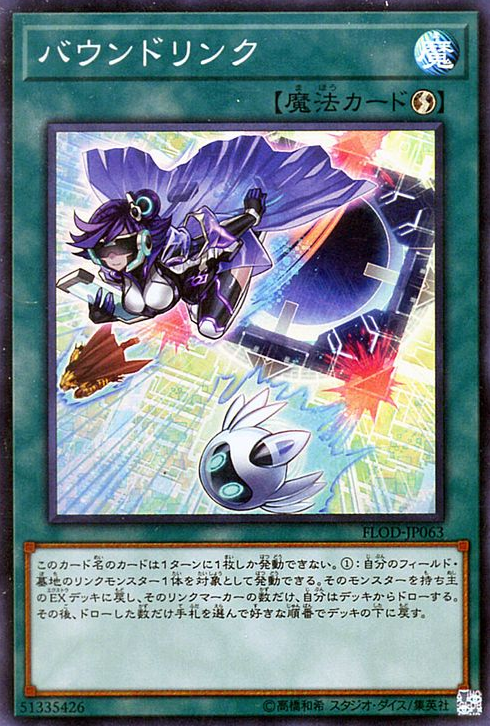 バウンドリンク
魔
【魔法カード】
FLOD-JP063
このカード名のカードは1ターンに1枚しか発動できない。①：自分のフィールド・
墓地のリンクモンスター1体を対象として発動できる。そのモンスターを持ち主
のEXデッキに戻し、そのリンクマーカーの数だけ、自分はデッキからドローする。
その後、ドローした数だけ手札を選んで好きな順番でデッキの下に戻す。
51335426
©高橋和希 スタジオ・ダイス/集英社